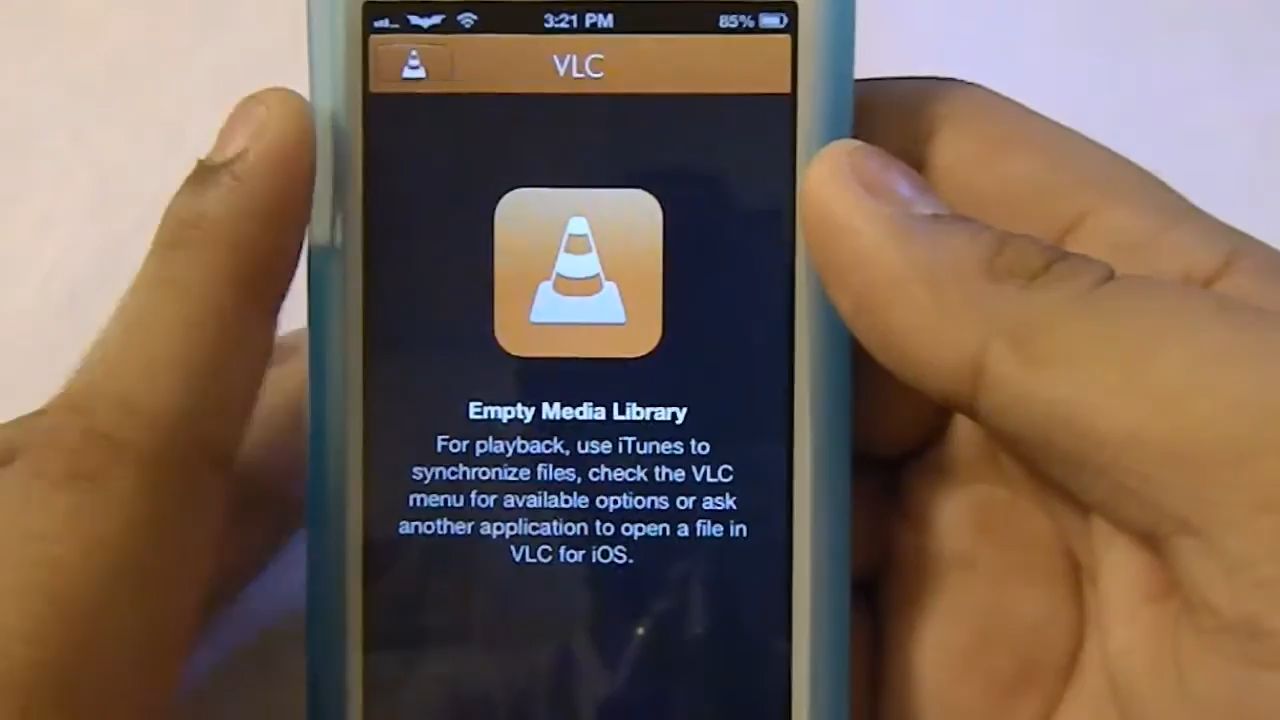 3:21 PM 85%
VLC
Empty Media Library
For playback, use iTunes to
synchronize files, check the VLC
menu for available options or ask
another application to open a file in
VLC for iOS.